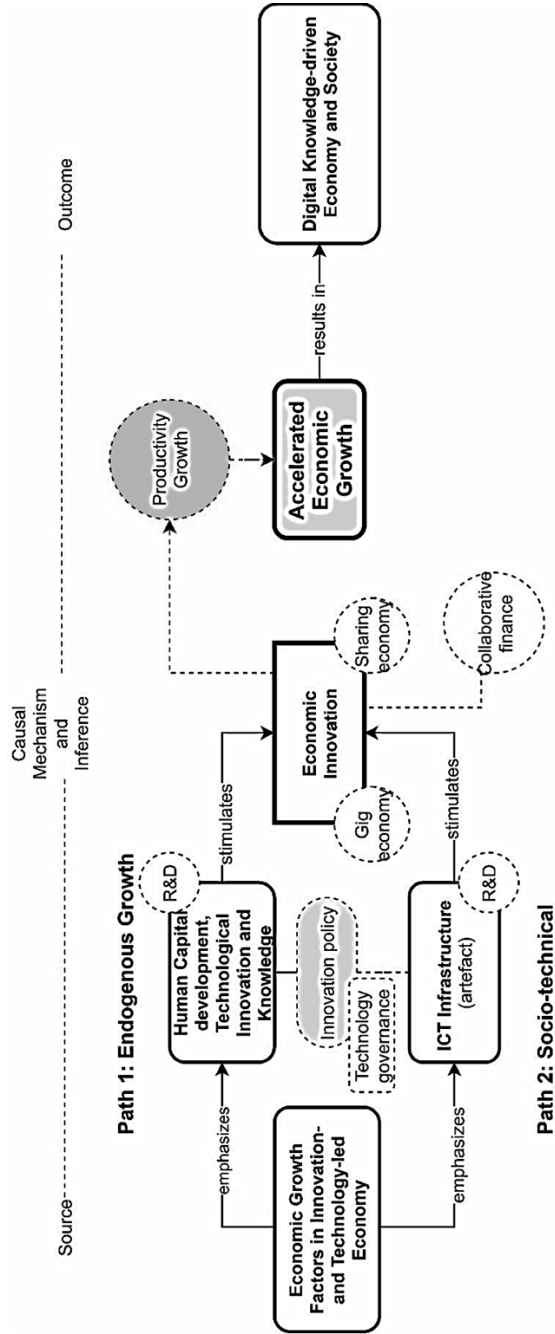 Source
Causal
Mechanism
and
Inference
Outcome
Path 1: Endogenous Growth
Economic Growth
Factors in Innovation-
and Technology-led
Economy
emphasizes
emphasizes
R&D
Human Capital
development,
Technological
Innovation and
Knowledge
Innovation policy
Technology
governance
ICT Infrastructure
(artefact)
R&D
stimulates
stimulates
Economic
Innovation
Gig
economy
Sharing
economy
Collaborative
finance
Productivity
Growth
Accelerated
Economic
Growth
results in
Digital Knowledge-driven
Economy and Society
Path 2: Socio-technical